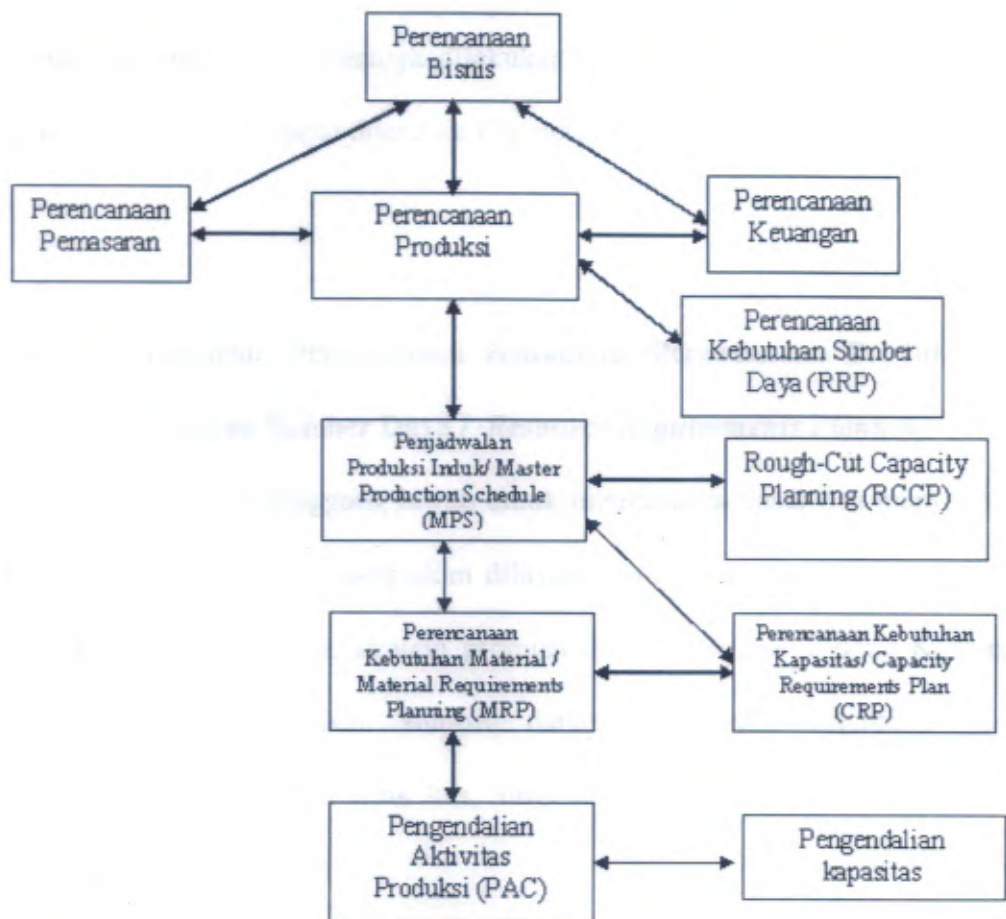 Perencanaan
Bisnis
Perencanaan
Pemasaran
Perencanaan
Produksi
Perencanaan
Keuangan
Perencanaan
Kebutuhan Sumber
Daya (RRP)
Penjadwalan
Produksi Induk/ Master
Production Schedule
(MPS)
Rough-Cut Capacity
Planning (RCCP)
Perencanaan
Kebutuhan Material /
Material Requirements
Planning (MRP)
Perencanaan Kebutuhan
Kapasitas/ Capacity
Requirements Plan
(CRP)
Pengendalian
Aktivitas
Produksi (PAC)
Pengendalian
kapasitas